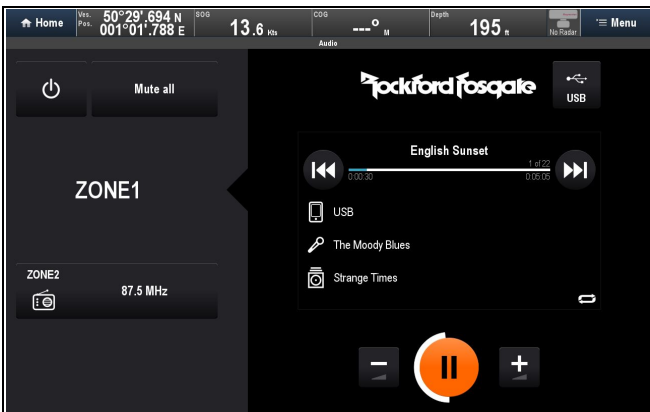 Home
Ves. Pos. 50°29'.694 N
001°01'.788 E
SOG
13.6 Kts
COG
---° M
Depth
195 ft
No Radar
Menu
Audio
Mute all
Rockford Fosgate
USB
ZONE1
English Sunset
1 of 22
0:00:30
0:05:05
USB
The Moody Blues
Strange Times
ZONE2
87.5 MHz